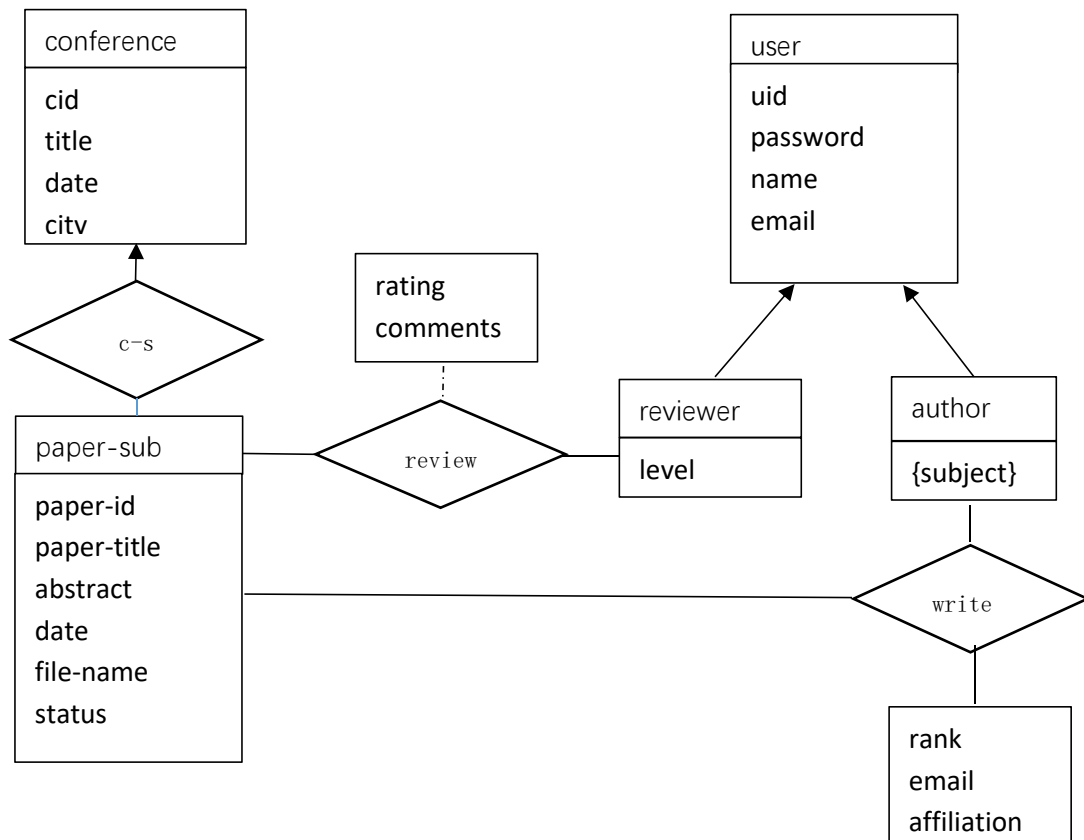 conference
cid
title
date
city
user
uid
password
name
email
c-s
rating
comments
paper-sub
paper-id
paper-title
abstract
date
file-name
status
review
reviewer
level
author
{subject}
write
rank
email
affiliation